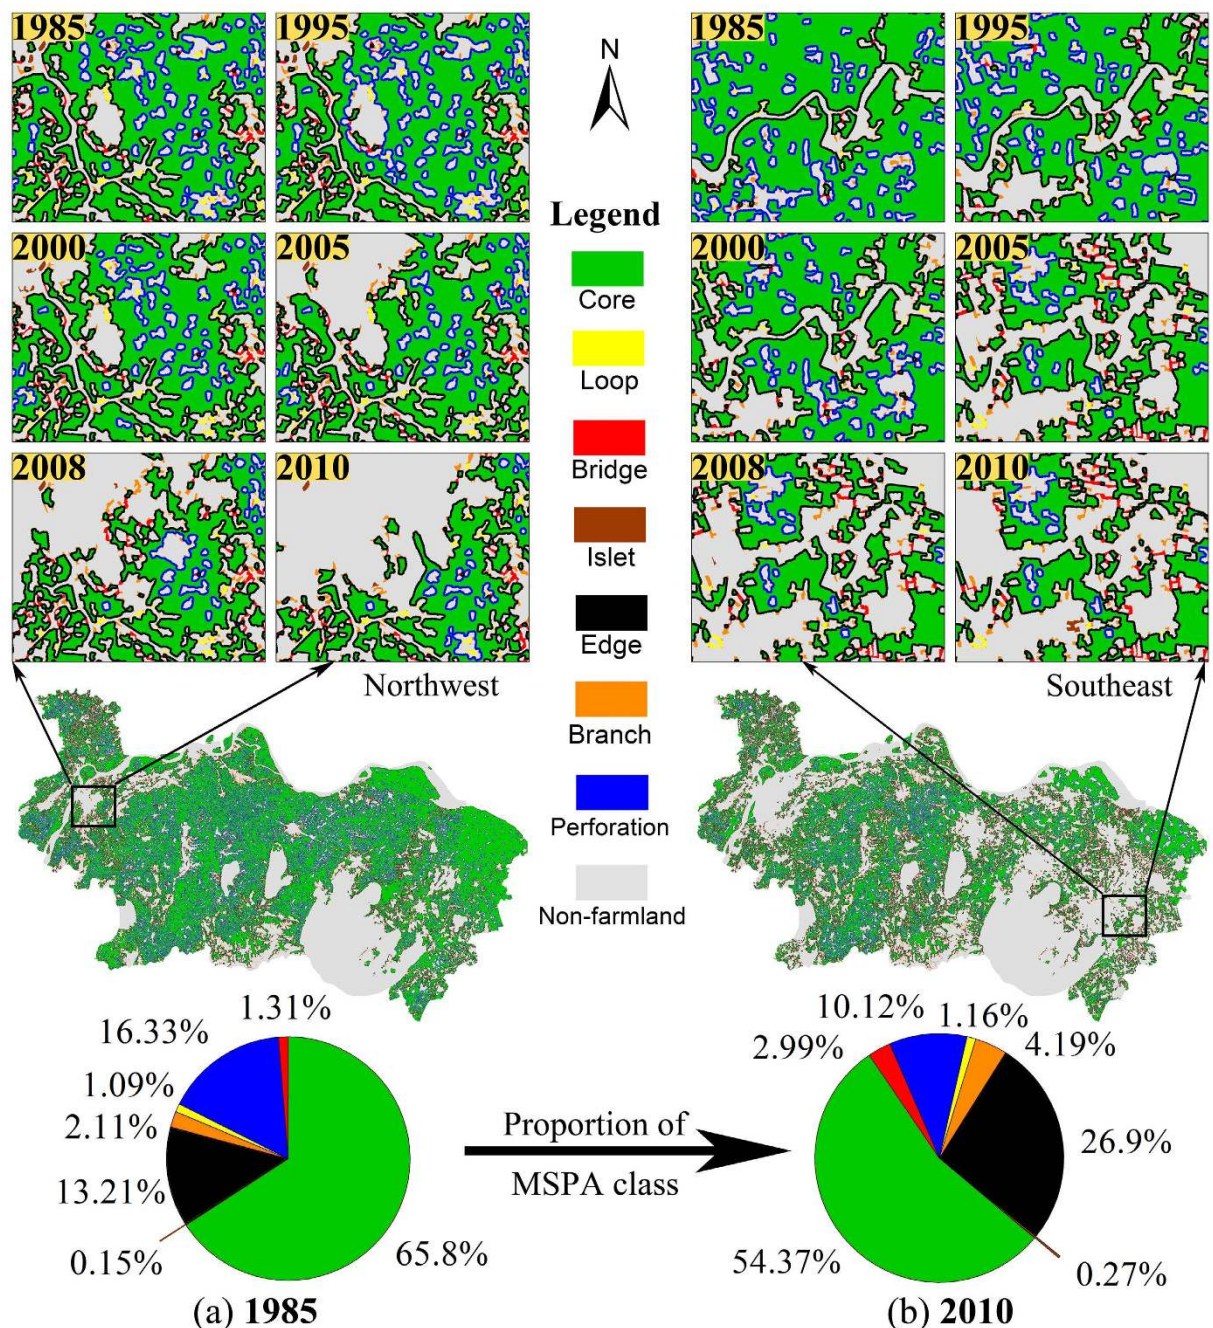 1985
1995
N
1985
1995
Legend
2000
2005
2000
2005
Core
Loop
Bridge
2008
2010
2008
2010
Islet
Edge
Northwest
Southeast
Branch
Perforation
Non-farmland
1.31%
16.33%
1.09%
2.11%
13.21%
0.15%
65.8%
(a) 1985
Proportion of
MSPA class
10.12%
1.16%
2.99%
4.19%
26.9%
54.37%
0.27%
(b) 2010